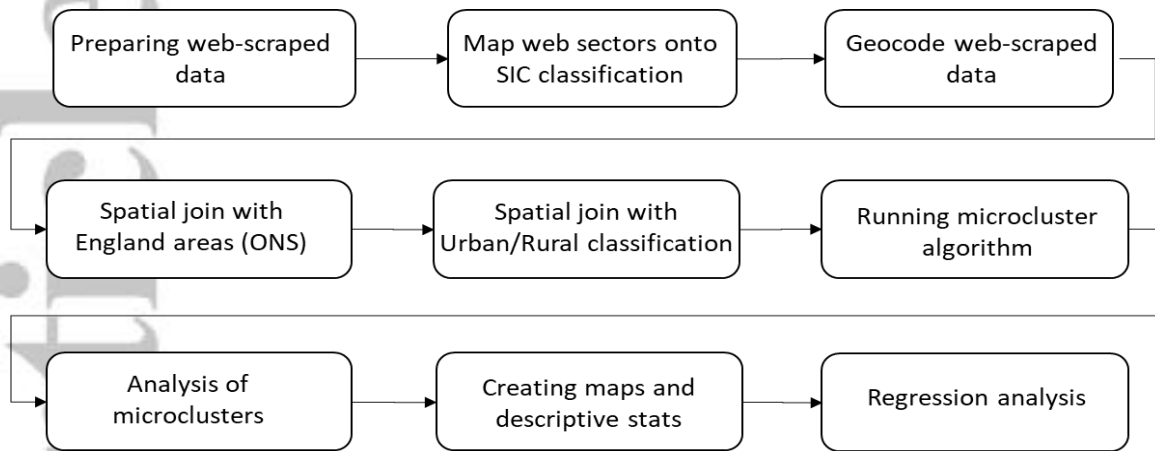 Preparing web-scraped
data
Map web sectors onto
SIC classification
Geocode web-scraped
data
Spatial join with
England areas (ONS)
Spatial join with
Urban/Rural classification
Running microcluster
algorithm
Analysis of
microclusters
Creating maps and
descriptive stats
Regression analysis